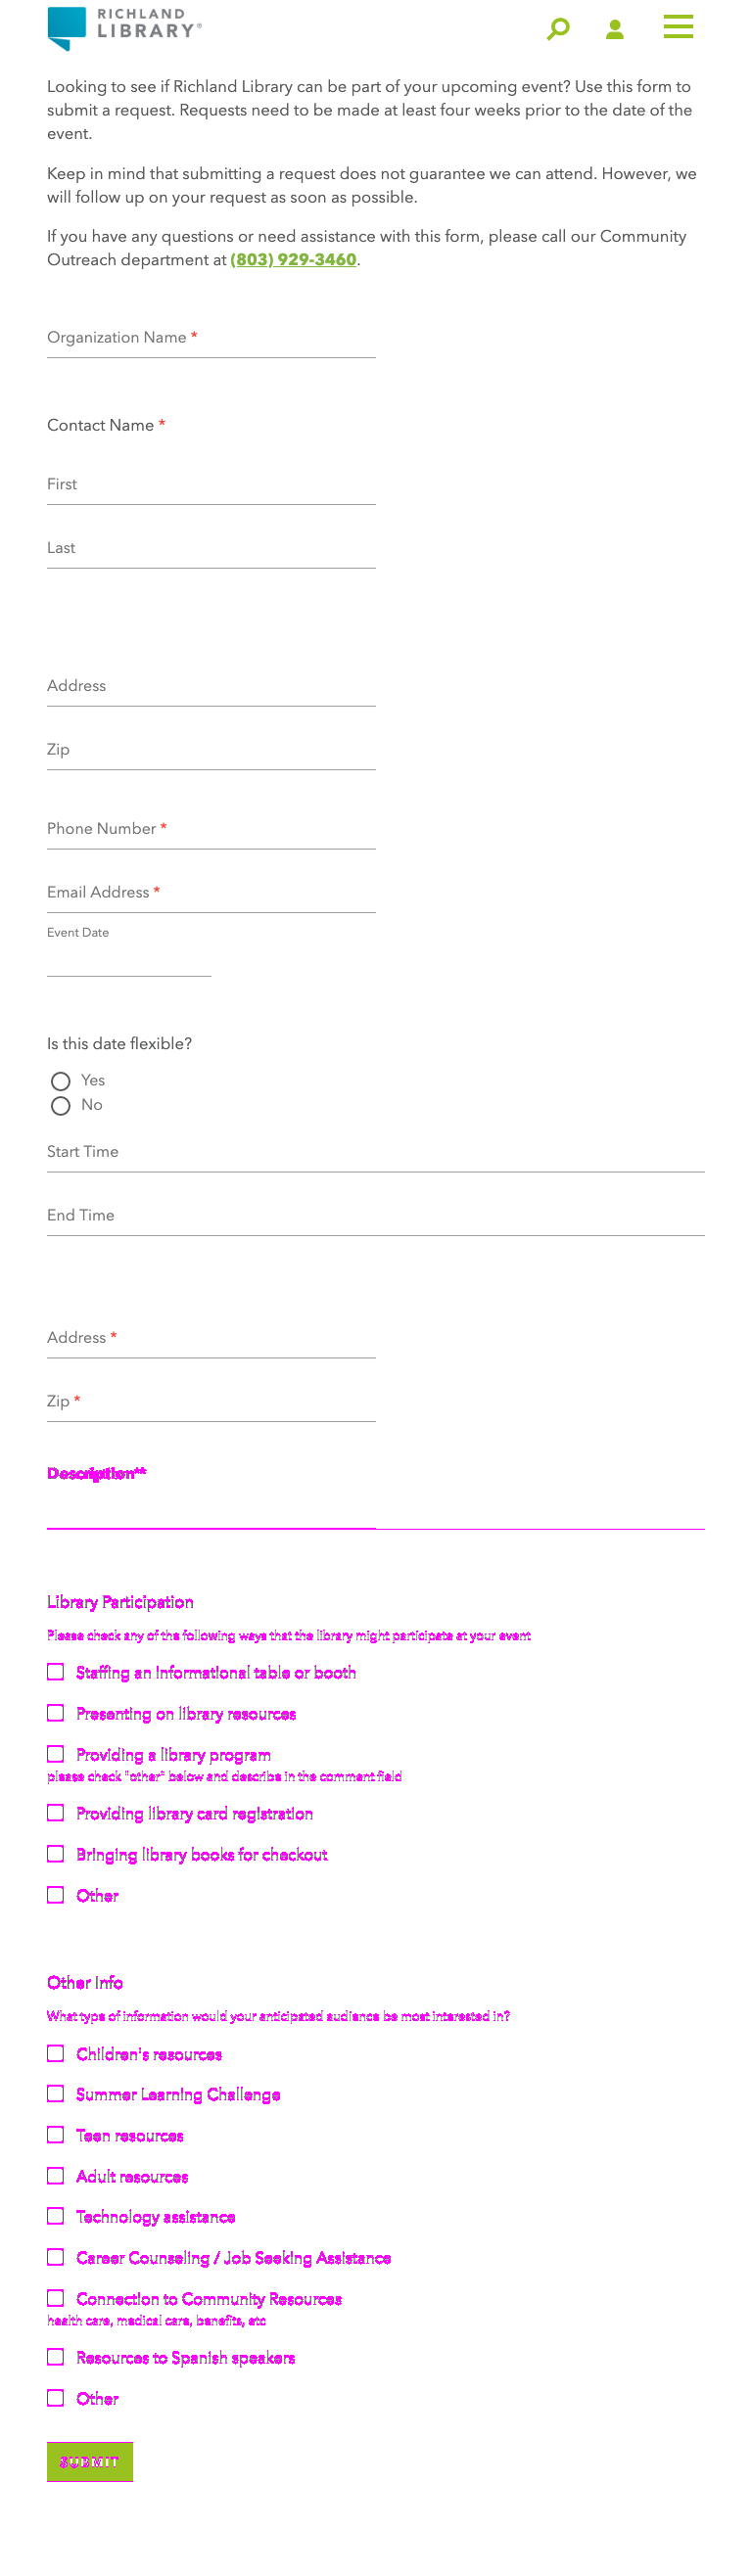 RICHLAND
LIBRARY®
Looking to see if Richland Library can be part of your upcoming event? Use this form to
submit a request. Requests need to be made at least four weeks prior to the date of the
event.
Keep in mind that submitting a request does not guarantee we can attend. However, we
will follow up on your request as soon as possible.
If you have any questions or need assistance with this form, please call our Community
Outreach department at (803) 929-3460.
Organization Name *
Contact Name *
First
Last
Address
Zip
Phone Number *
Email Address *
Event Date
Is this date flexible?
Yes
No
Start Time
End Time
Address *
Zip *
Description *
Library Participation
Please check any of the following ways that the library might participate at your event
Staffing an informational table or booth
Presenting on library resources
Providing a library program
please check "other" below and describe in the comment field
Providing library card registration
Bringing library books for checkout
Other
Other Info
What type of information would your anticipated audience be most interested in?
Children's resources
Summer Learning Challenge
Teen resources
Adult resources
Technology assistance
Career Counseling / Job Seeking Assistance
Connection to Community Resources
health care, medical care, benefits, etc
Resources to Spanish speakers
Other
SUBMIT